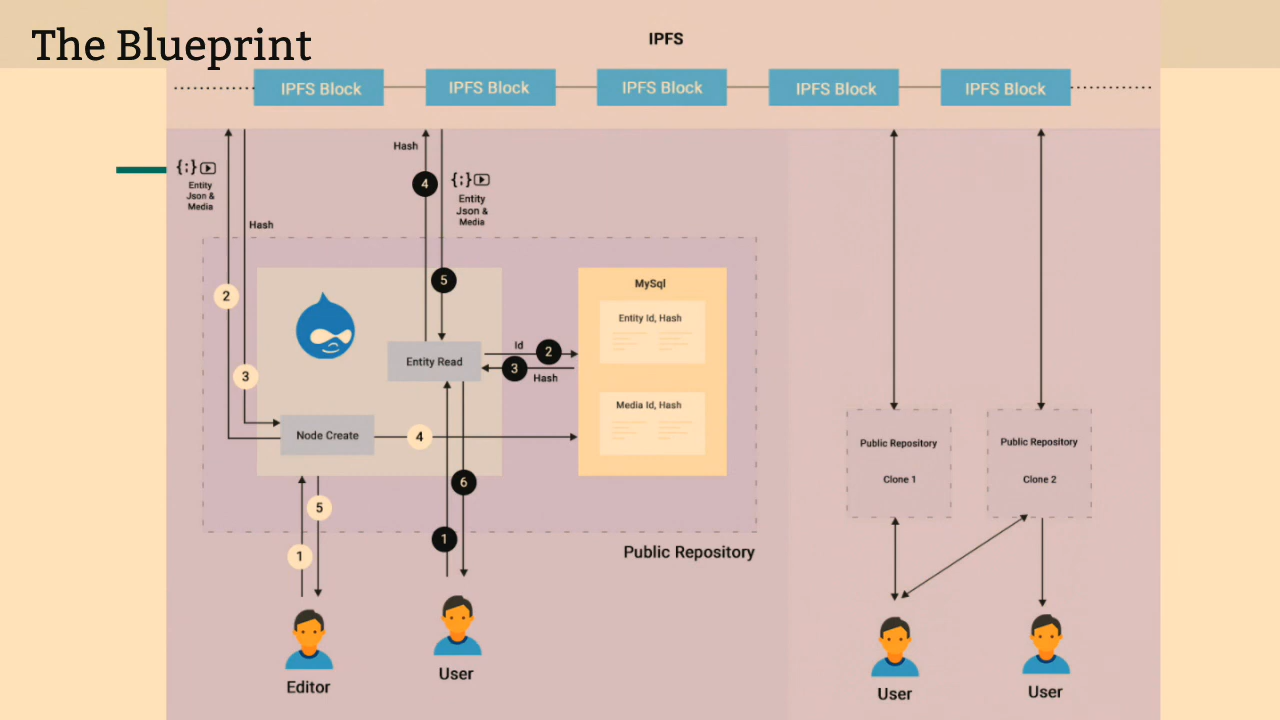 The Blueprint
IPFS
IPFS Block
IPFS Block
IPFS Block
IPFS Block
IPFS Block
{;}
Entity
Json &
Media
Hash
Hash
4
{;}
Entity
Json &
Media
2
3
5
MySql
Entity Id, Hash
Media Id, Hash
Entity Read
Id
2
3
Hash
Node Create
4
5
1
6
1
Public Repository
Editor
User
Public Repository
Clone 1
Public Repository
Clone 2
User
User